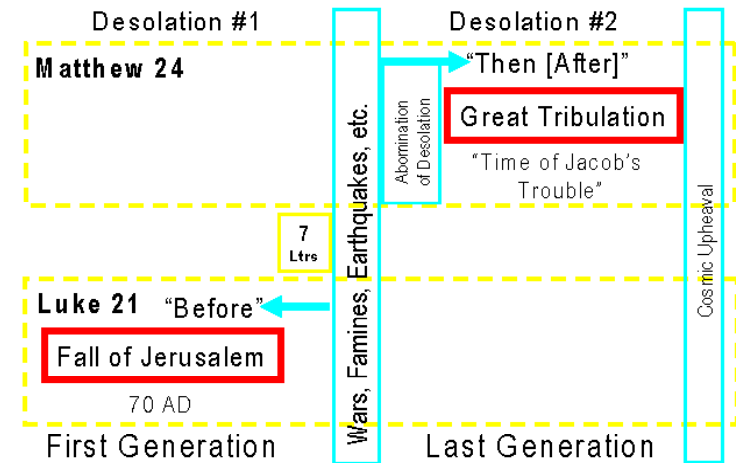 Desolation #1
Desolation #2
Matthew 24
"Then [After]"
Great Tribulation
"Time of Jacob's
Trouble"
Abomination
of Desolation
Wars, Famines, Earthquakes, etc.
Cosmic Upheaval
7
Ltrs
Luke 21 "Before"
Fall of Jerusalem
70 AD
First Generation
Last Generation